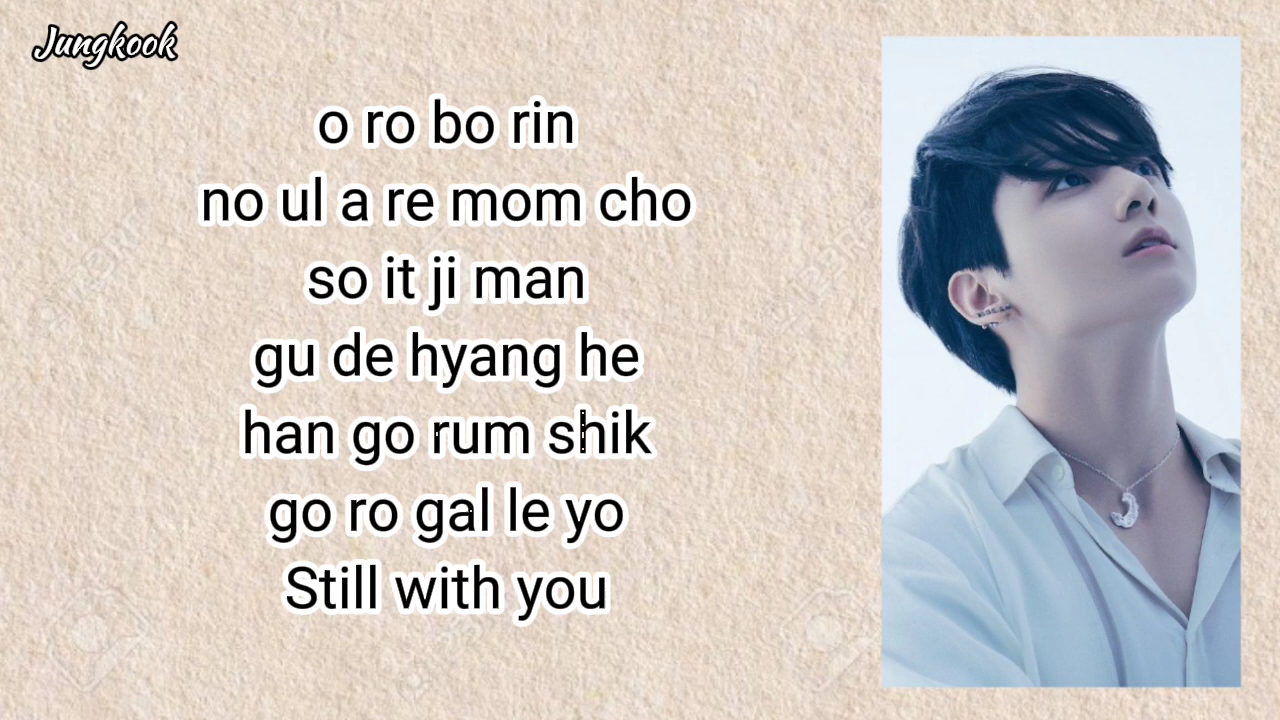 Jungkook
o ro bo rin
no ul a re mom cho
so it ji man
gu de hyang he
han go rum shik
go ro gal le yo
Still with you